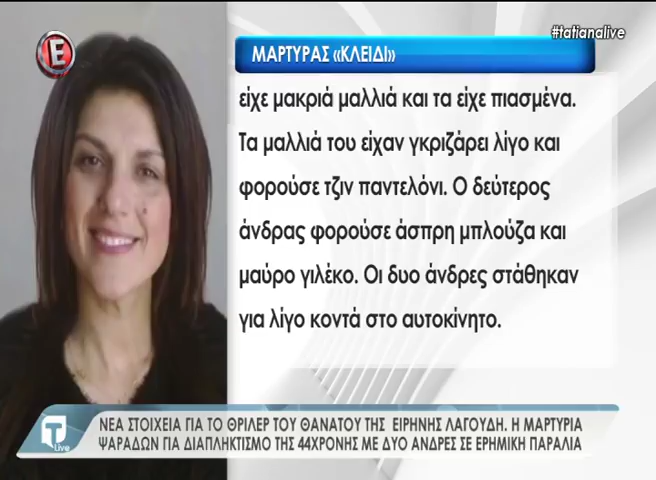 E
#tatianalive
ΜΑΡΤΥΡΑΣ «ΚΛΕΙΔΙ»
είχε μακριά μαλλιά και τα είχε πιασμένα.
Τα μαλλιά του είχαν γκριζάρει λίγο και
φορούσε τζιν παντελόνι. Ο δεύτερος
άνδρας φορούσε άσπρη μπλούζα και
μαύρο γιλέκο. Οι δυο άνδρες στάθηκαν
για λίγο κοντά στο αυτοκίνητο.
T Live
ΝΕΑ ΣΤΟΙΧΕΙΑ ΓΙΑ ΤΟ ΘΡΙΛΕΡ ΤΟΥ ΘΑΝΑΤΟΥ ΤΗΣ ΕΙΡΗΝΗΣ ΛΑΓΟΥΔΗ. Η ΜΑΡΤΥΡΙΑ
ΨΑΡΑΔΩΝ ΓΙΑ ΔΙΑΠΛΗΚΤΙΣΜΟ ΤΗΣ 44ΧΡΟΝΗΣ ΜΕ ΔΥΟ ΑΝΔΡΕΣ ΣΕ ΕΡΗΜΙΚΗ ΠΑΡΑΛΙΑ